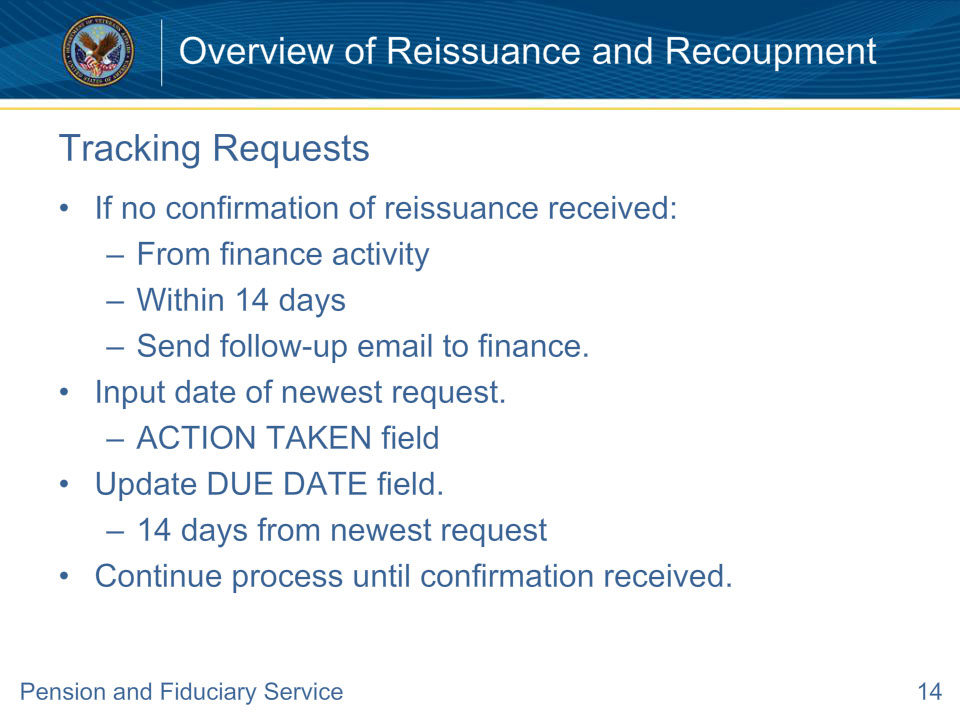 Overview of Reissuance and Recoupment
Tracking Requests
• If no confirmation of reissuance received:
– From finance activity
– Within 14 days
– Send follow-up email to finance.
• Input date of newest request.
– ACTION TAKEN field
• Update DUE DATE field.
– 14 days from newest request
• Continue process until confirmation received.
Pension and Fiduciary Service 14